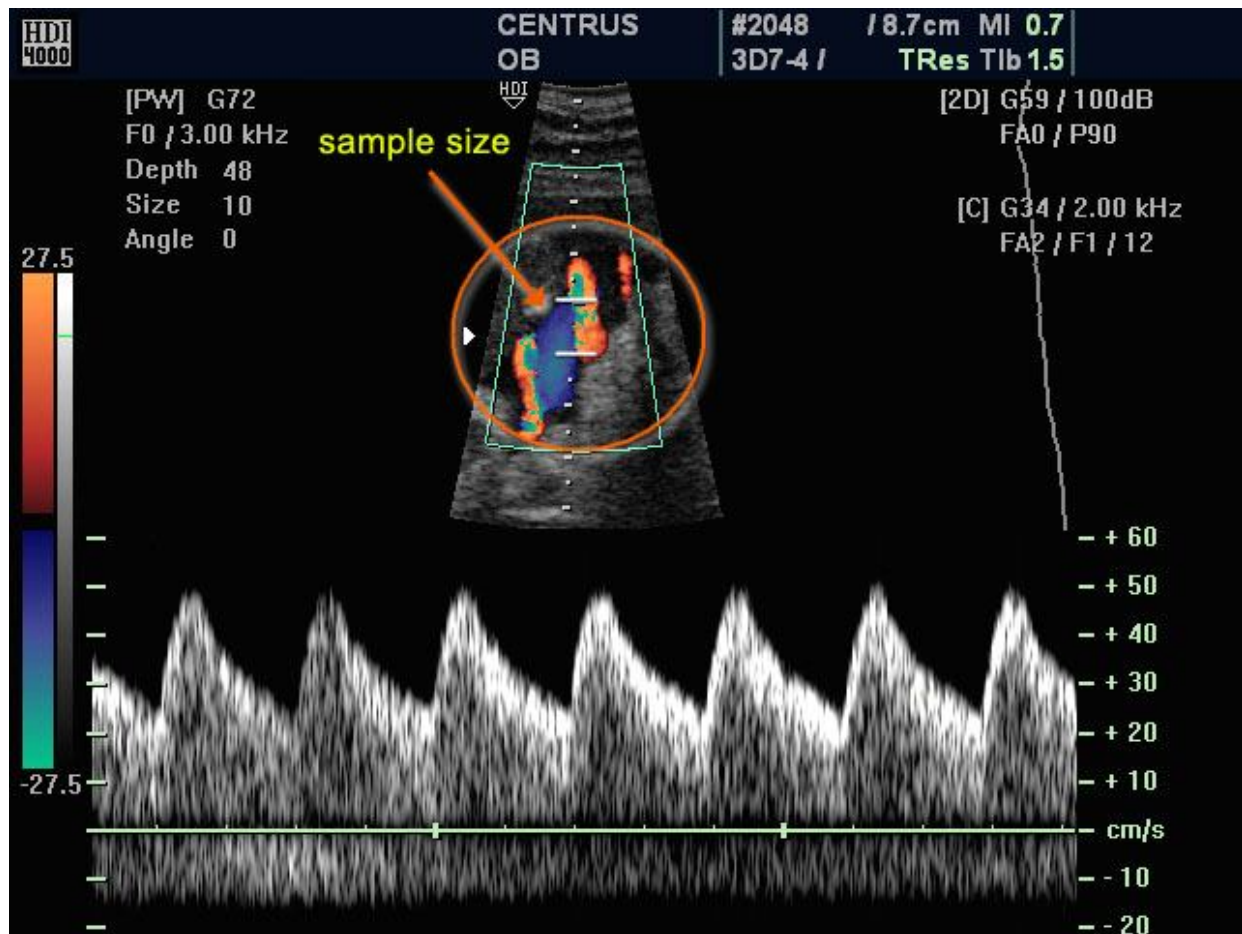 HDI
4000
CENTRUS
OB
#2048 / 8.7cm MI 0.7
3D7-4 / TRes TIb 1.5
HDI
[PW] G72
F0 / 3.00 kHz
Depth 48
Size 10
Angle 0
sample size
[2D] G59 / 100dB
FA0 / P90
[C] G34 / 2.00 kHz
FA2 / F1 / 12
27.5
-27.5
+ 60
+ 50
+ 40
+ 30
+ 20
+ 10
cm/s
- 10
- 20